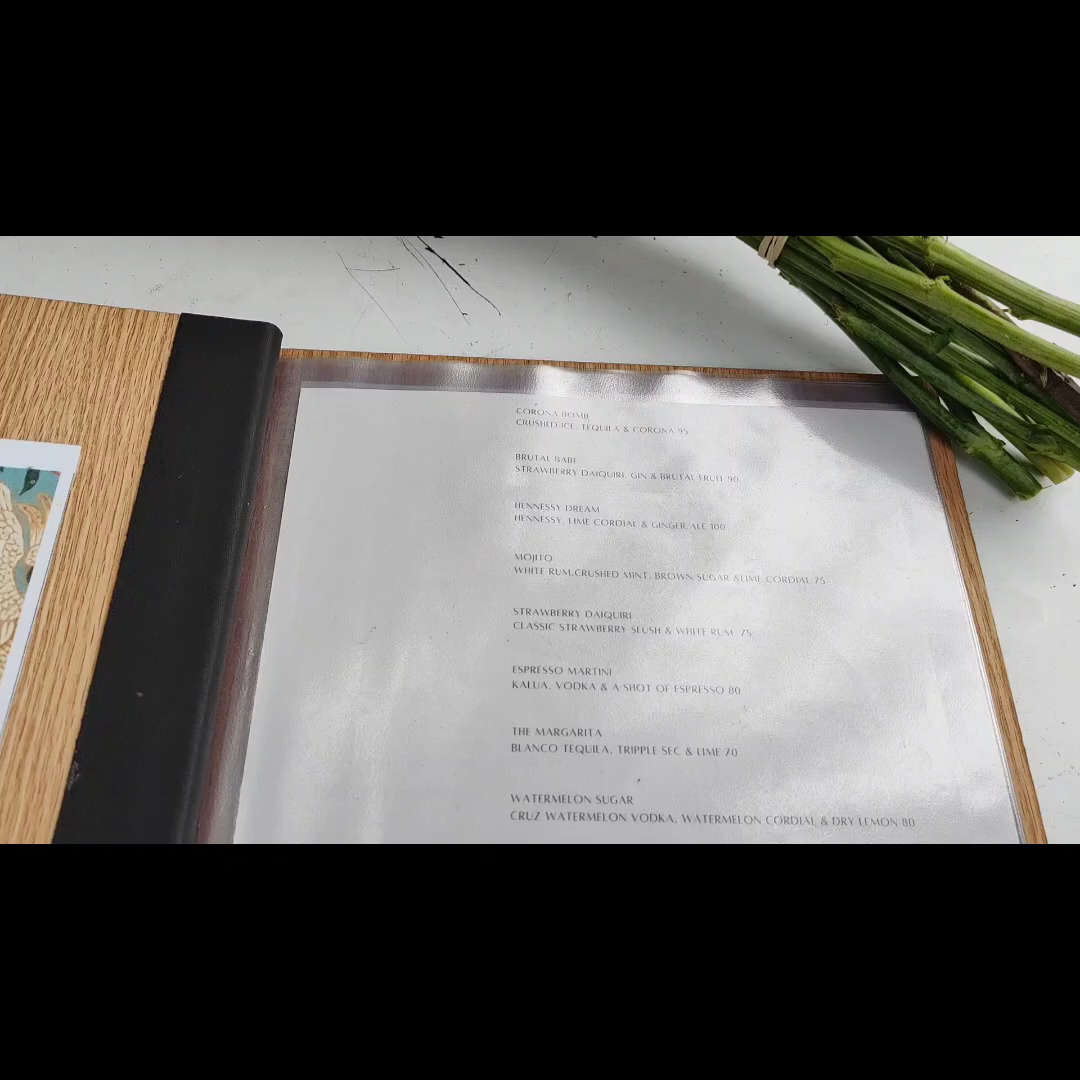 CORONA BOMB
CRUSHED ICE, TEQUILA & CORONA 95
BRUTAL BABE
STRAWBERRY DAIQUIRI, GIN & BRUTAL FRUIT 90
HENNESSY DREAM
HENNESSY, LIME CORDIAL & GINGER ALE 100
MOJITO
WHITE RUM,CRUSHED MINT, BROWN SUGAR &LIME CORDIAL 75
STRAWBERRY DAIQUIRI
CLASSIC STRAWBERRY SLUSH & WHITE RUM 75
ESPRESSO MARTINI
KALUA, VODKA & A SHOT OF ESPRESSO 80
THE MARGARITA
BLANCO TEQUILA, TRIPPLE SEC & LIME 70
WATERMELON SUGAR
CRUZ WATERMELON VODKA, WATERMELON CORDIAL & DRY LEMON 80